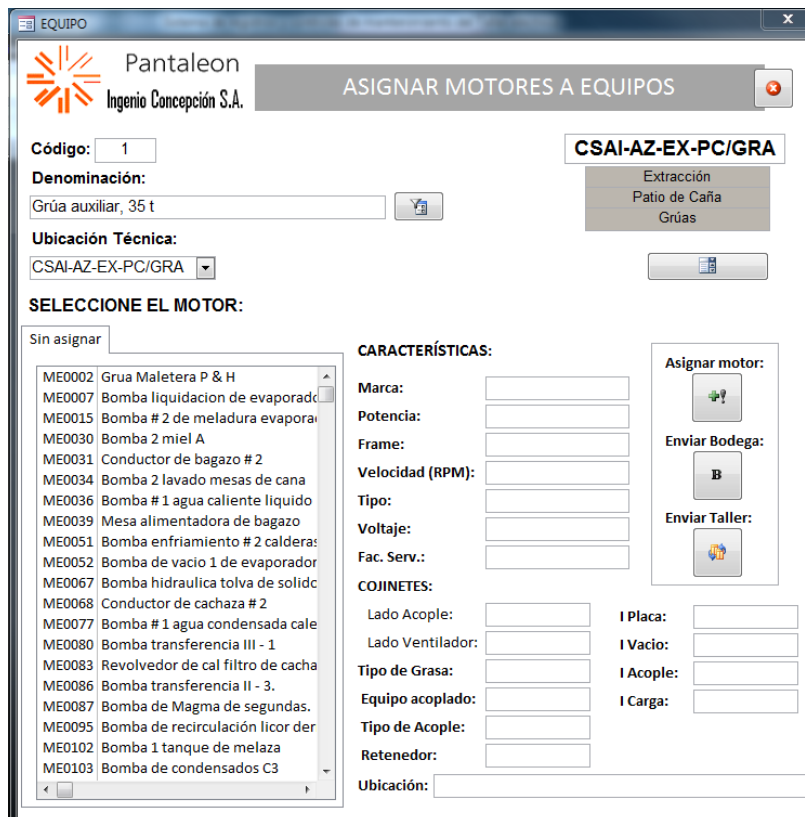 EQUIPO
x
Pantaleon
Ingenio Concepción S.A.
ASIGNAR MOTORES A EQUIPOS
Código: 1
CSAI-AZ-EX-PC/GRA
Denominación:
Extracción
Grúa auxiliar, 35 t
Patio de Caña
Grúas
Ubicación Técnica:
CSAI-AZ-EX-PC/GRA
SELECCIONE EL MOTOR:
Sin asignar
ME0002 Grua Maletera P & H
ME0007 Bomba liquidacion de evaporado
ME0015 Bomba # 2 de meladura evapora
ME0030 Bomba 2 miel A
ME0031 Conductor de bagazo # 2
ME0034 Bomba 2 lavado mesas de cana
ME0036 Bomba # 1 agua caliente liquido
ME0039 Mesa alimentadora de bagazo
ME0051 Bomba enfriamiento # 2 calderas
ME0052 Bomba de vacio 1 de evaporador
ME0067 Bomba hidraulica tolva de solido
ME0068 Conductor de cachaza # 2
ME0077 Bomba # 1 agua condensada cale
ME0080 Bomba transferencia III - 1
ME0083 Revolvedor de cal filtro de cacha
ME0086 Bomba transferencia II - 3.
ME0087 Bomba de Magma de segundas.
ME0095 Bomba de recirculación licor der
ME0102 Bomba 1 tanque de melaza
ME0103 Bomba de condensados C3
CARACTERÍSTICAS:
Marca:
Potencia:
Frame:
Velocidad (RPM):
Tipo:
Voltaje:
Fac. Serv.:
COJINETES:
Lado Acople:
Lado Ventilador:
Tipo de Grasa:
Equipo acoplado:
Tipo de Acople:
Retenedor:
Ubicación:
I Placa:
I Vacio:
I Acople:
I Carga:
Asignar motor:
Enviar Bodega:
B
Enviar Taller: